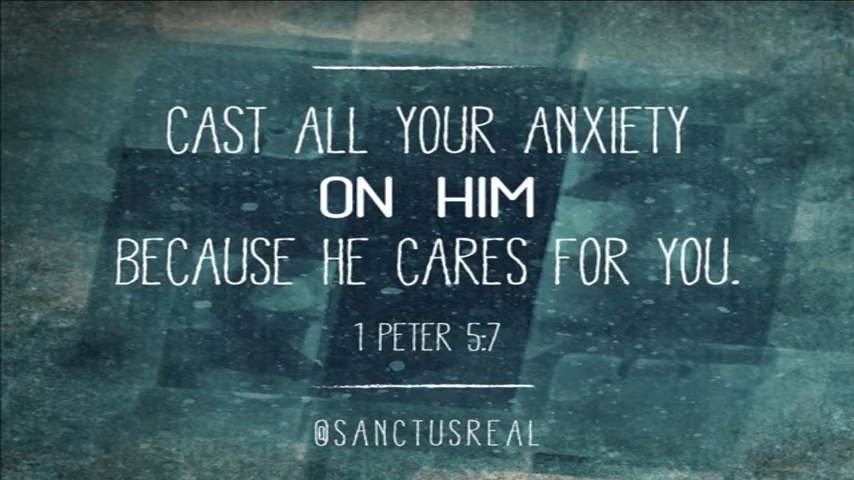 CAST ALL YOUR ANXIETY
ON HIM
BECAUSE HE CARES FOR YOU.
1 PETER 5:7
@SANCTUSREAL